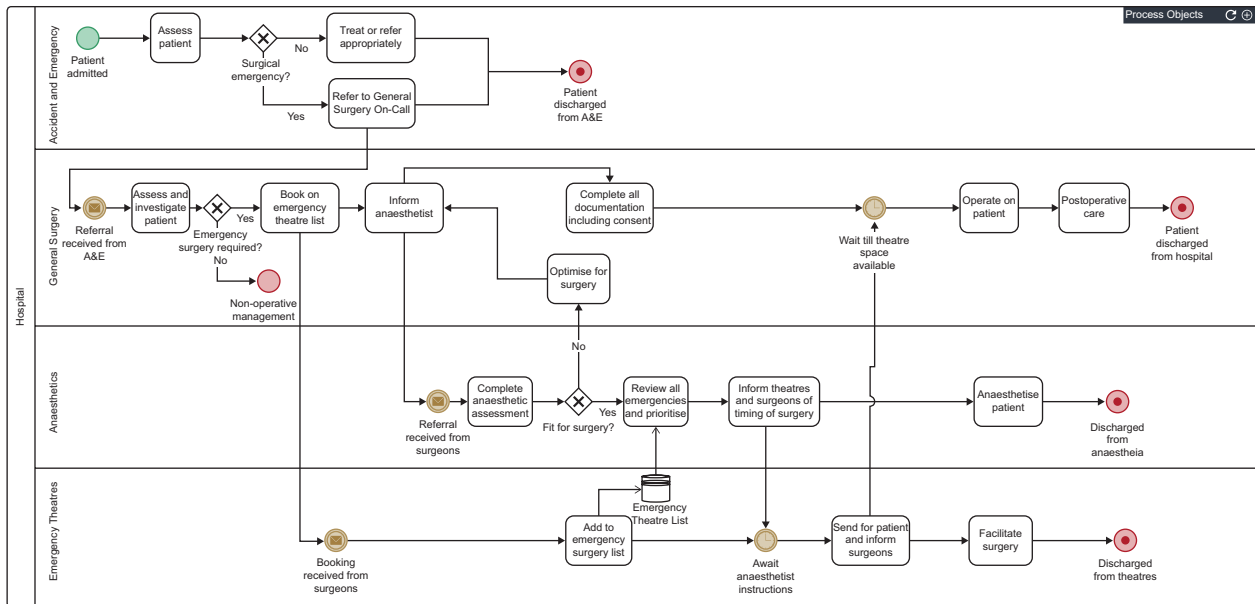 Process Objects
Hospital
Accident and Emergency
Patient
admitted
Assess
patient
Surgical
emergency?
No
Yes
Treat or refer
appropriately
Refer to General
Surgery On-Call
Patient
discharged
from A&E
General Surgery
Referral
received from
A&E
Assess and
investigate
patient
Emergency
surgery required?
Yes
No
Non-operative
management
Book on
emergency
theatre list
Inform
anaesthetist
Complete all
documentation
including consent
Optimise for
surgery
Wait till theatre
space
available
Operate on
patient
Postoperative
care
Patient
discharged
from hospital
Anaesthetics
Referral
received from
surgeons
Complete
anaesthetic
assessment
No
Yes
Fit for surgery?
Review all
emergencies
and prioritise
Inform theatres
and surgeons of
timing of surgery
Anaesthetise
patient
Discharged
from
anaestheia
Emergency Theatres
Booking
received from
surgeons
Add to
emergency
surgery list
Emergency
Theatre List
Await
anaesthetist
instructions
Send for patient
and inform
surgeons
Facilitate
surgery
Discharged
from theatres